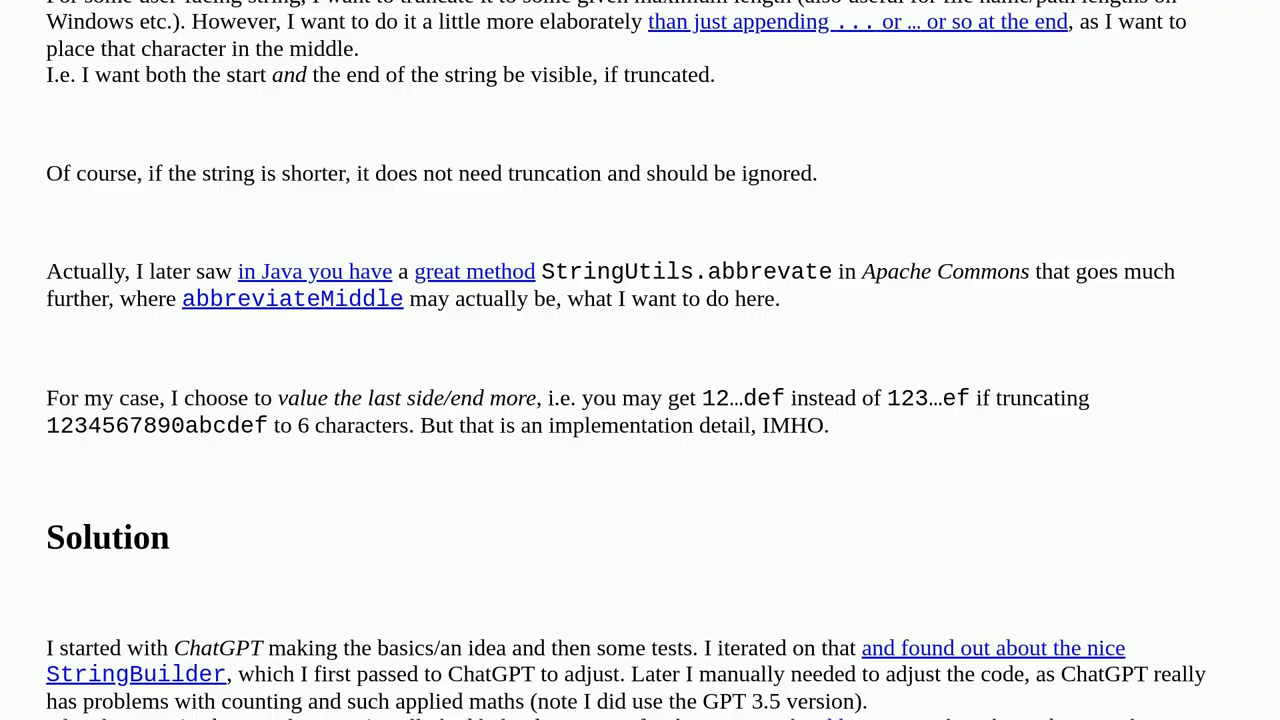 Windows etc.). However, I want to do it a little more elaborately than just appending ... or … or so at the end, as I want to
place that character in the middle.
I.e. I want both the start and the end of the string be visible, if truncated.
Of course, if the string is shorter, it does not need truncation and should be ignored.
Actually, I later saw in Java you have a great method StringUtils.abbrevate in Apache Commons that goes much
further, where abbreviateMiddle may actually be, what I want to do here.
For my case, I choose to value the last side/end more, i.e. you may get 12…def instead of 123…ef if truncating
1234567890abcdef to 6 characters. But that is an implementation detail, IMHO.
Solution
I started with ChatGPT making the basics/an idea and then some tests. I iterated on that and found out about the nice
StringBuilder, which I first passed to ChatGPT to adjust. Later I manually needed to adjust the code, as ChatGPT really
has problems with counting and such applied maths (note I did use the GPT 3.5 version).